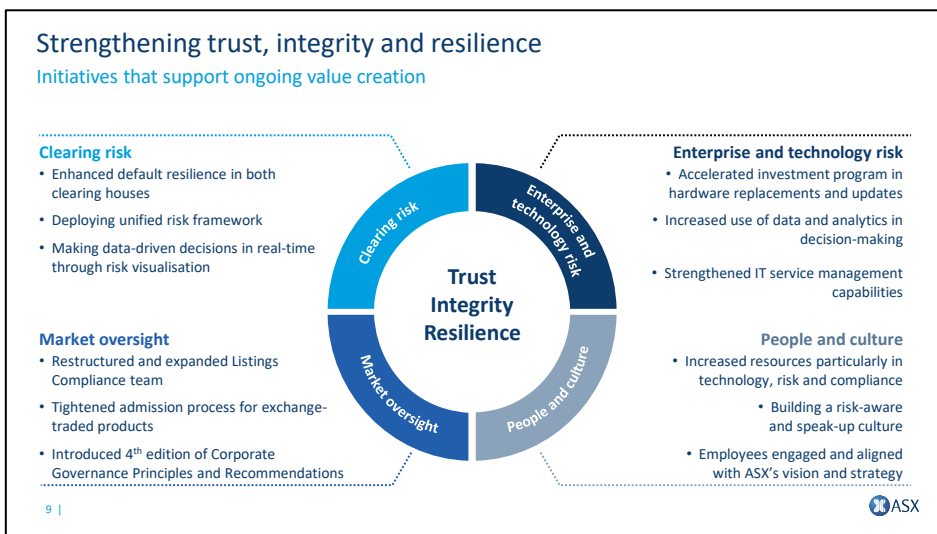 Strengthening trust, integrity and resilience
Initiatives that support ongoing value creation
Clearing risk
• Enhanced default resilience in both
clearing houses
• Deploying unified risk framework
• Making data-driven decisions in real-time
through risk visualisation
Enterprise and technology risk
• Accelerated investment program in
hardware replacements and updates
• Increased use of data and analytics in
decision-making
• Strengthened IT service management
capabilities
Clearing risk
Enterprise and
technology risk
Trust
Integrity
Resilience
Market oversight
People and culture
Market oversight
• Restructured and expanded Listings
Compliance team
• Tightened admission process for exchange-
traded products
• Introduced 4th edition of Corporate
Governance Principles and Recommendations
People and culture
• Increased resources particularly in
technology, risk and compliance
• Building a risk-aware
and speak-up culture
• Employees engaged and aligned
with ASX's vision and strategy
9 |
ASX